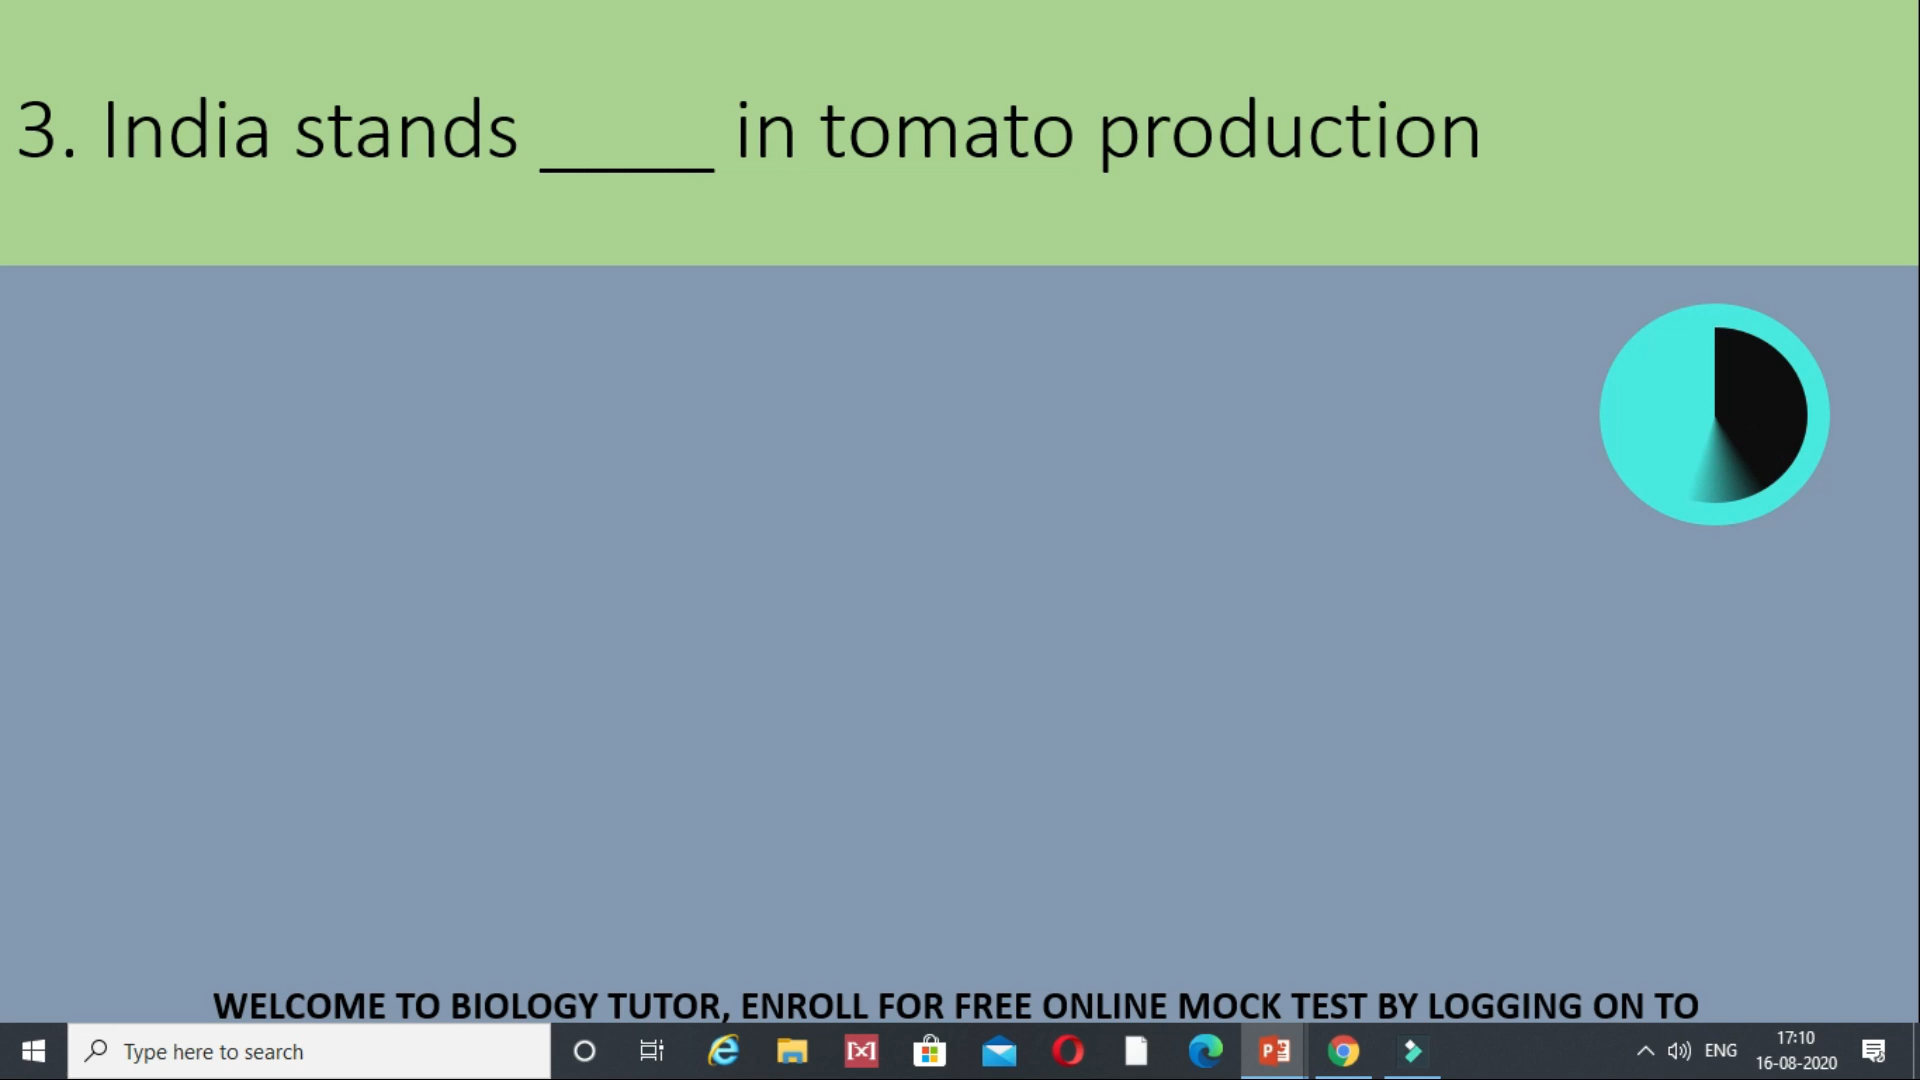 3. India stands _____ in tomato production
WELCOME TO BIOLOGY TUTOR, ENROLL FOR FREE ONLINE MOCK TEST BY LOGGING ON TO
Type here to search
ENG
17:10
16-08-2020